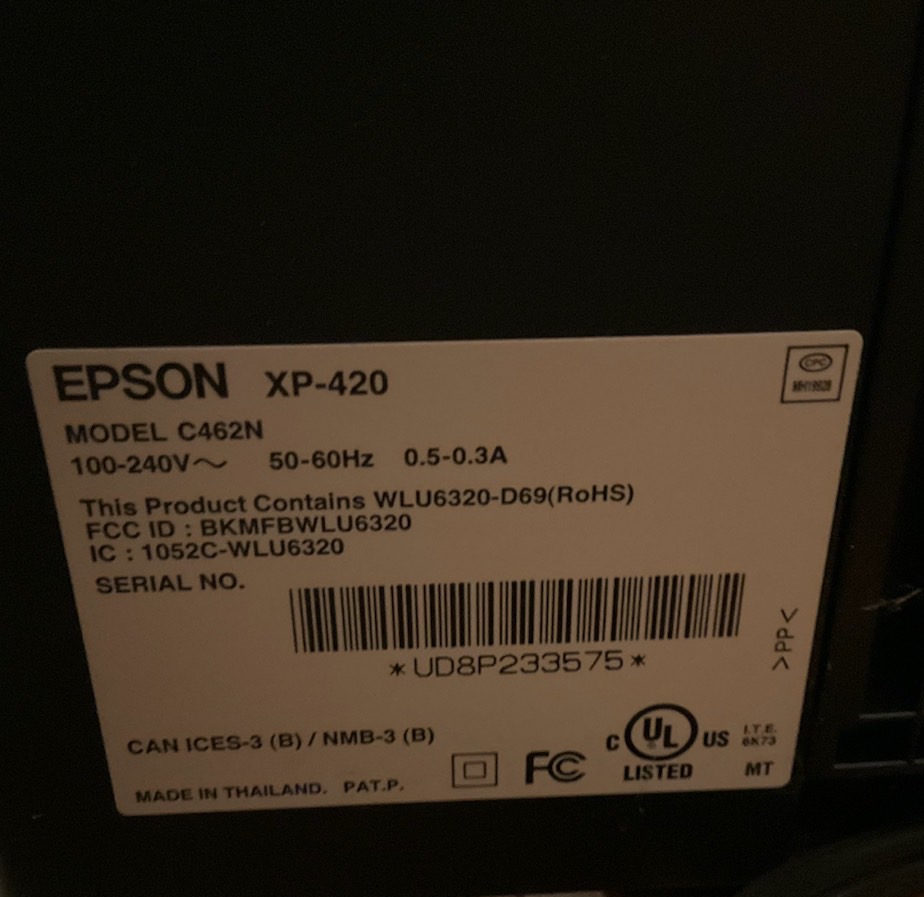 EPSON XP-420
CPC
MODEL C462N
100-240V～ 50-60Hz 0.5-0.3A
This Product Contains WLU6320-D69(RoHS)
FCC ID : BKMFBWLU6320
IC : 1052C-WLU6320
SERIAL NO.
*UD8P233575*
>PP<
CAN ICES-3 (B) / NMB-3 (B)
C UL® US I.T.E.
6K73
LISTED
FC
MT
MADE IN THAILAND. PAT.P.